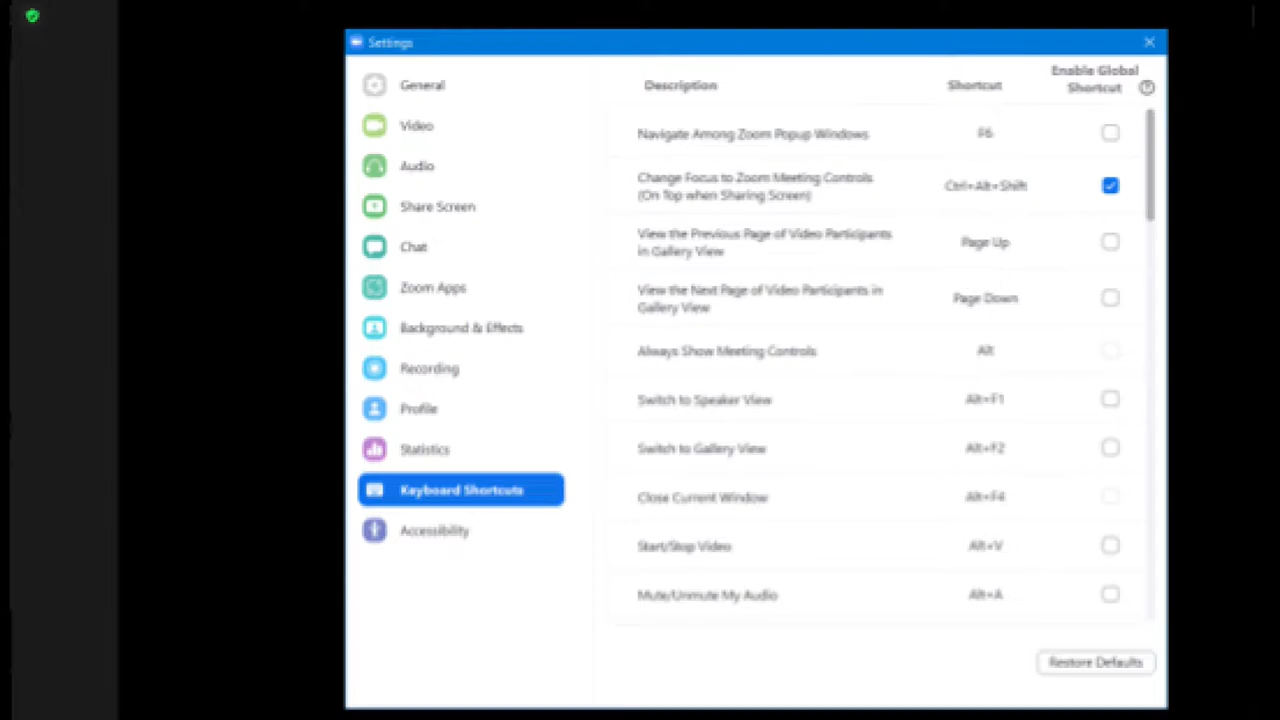 Settings
General
Video
Audio
Share Screen
Chat
Zoom Apps
Background & Effects
Recording
Profile
Statistics
Keyboard Shortcuts
Accessibility
Description Shortcut Enable Global
Shortcut
Navigate Among Zoom Popup Windows F6
Change Focus to Zoom Meeting Controls
(On Top when Sharing Screen) Ctrl+Alt+Shift
View the Previous Page of Video Participants
in Gallery View Page Up
View the Next Page of Video Participants in
Gallery View Page Down
Always Show Meeting Controls Alt
Switch to Speaker View Alt+F1
Switch to Gallery View Alt+F2
Close Current Window Alt+F4
Start/Stop Video Alt+V
Mute/Unmute My Audio Alt+A
Restore Defaults